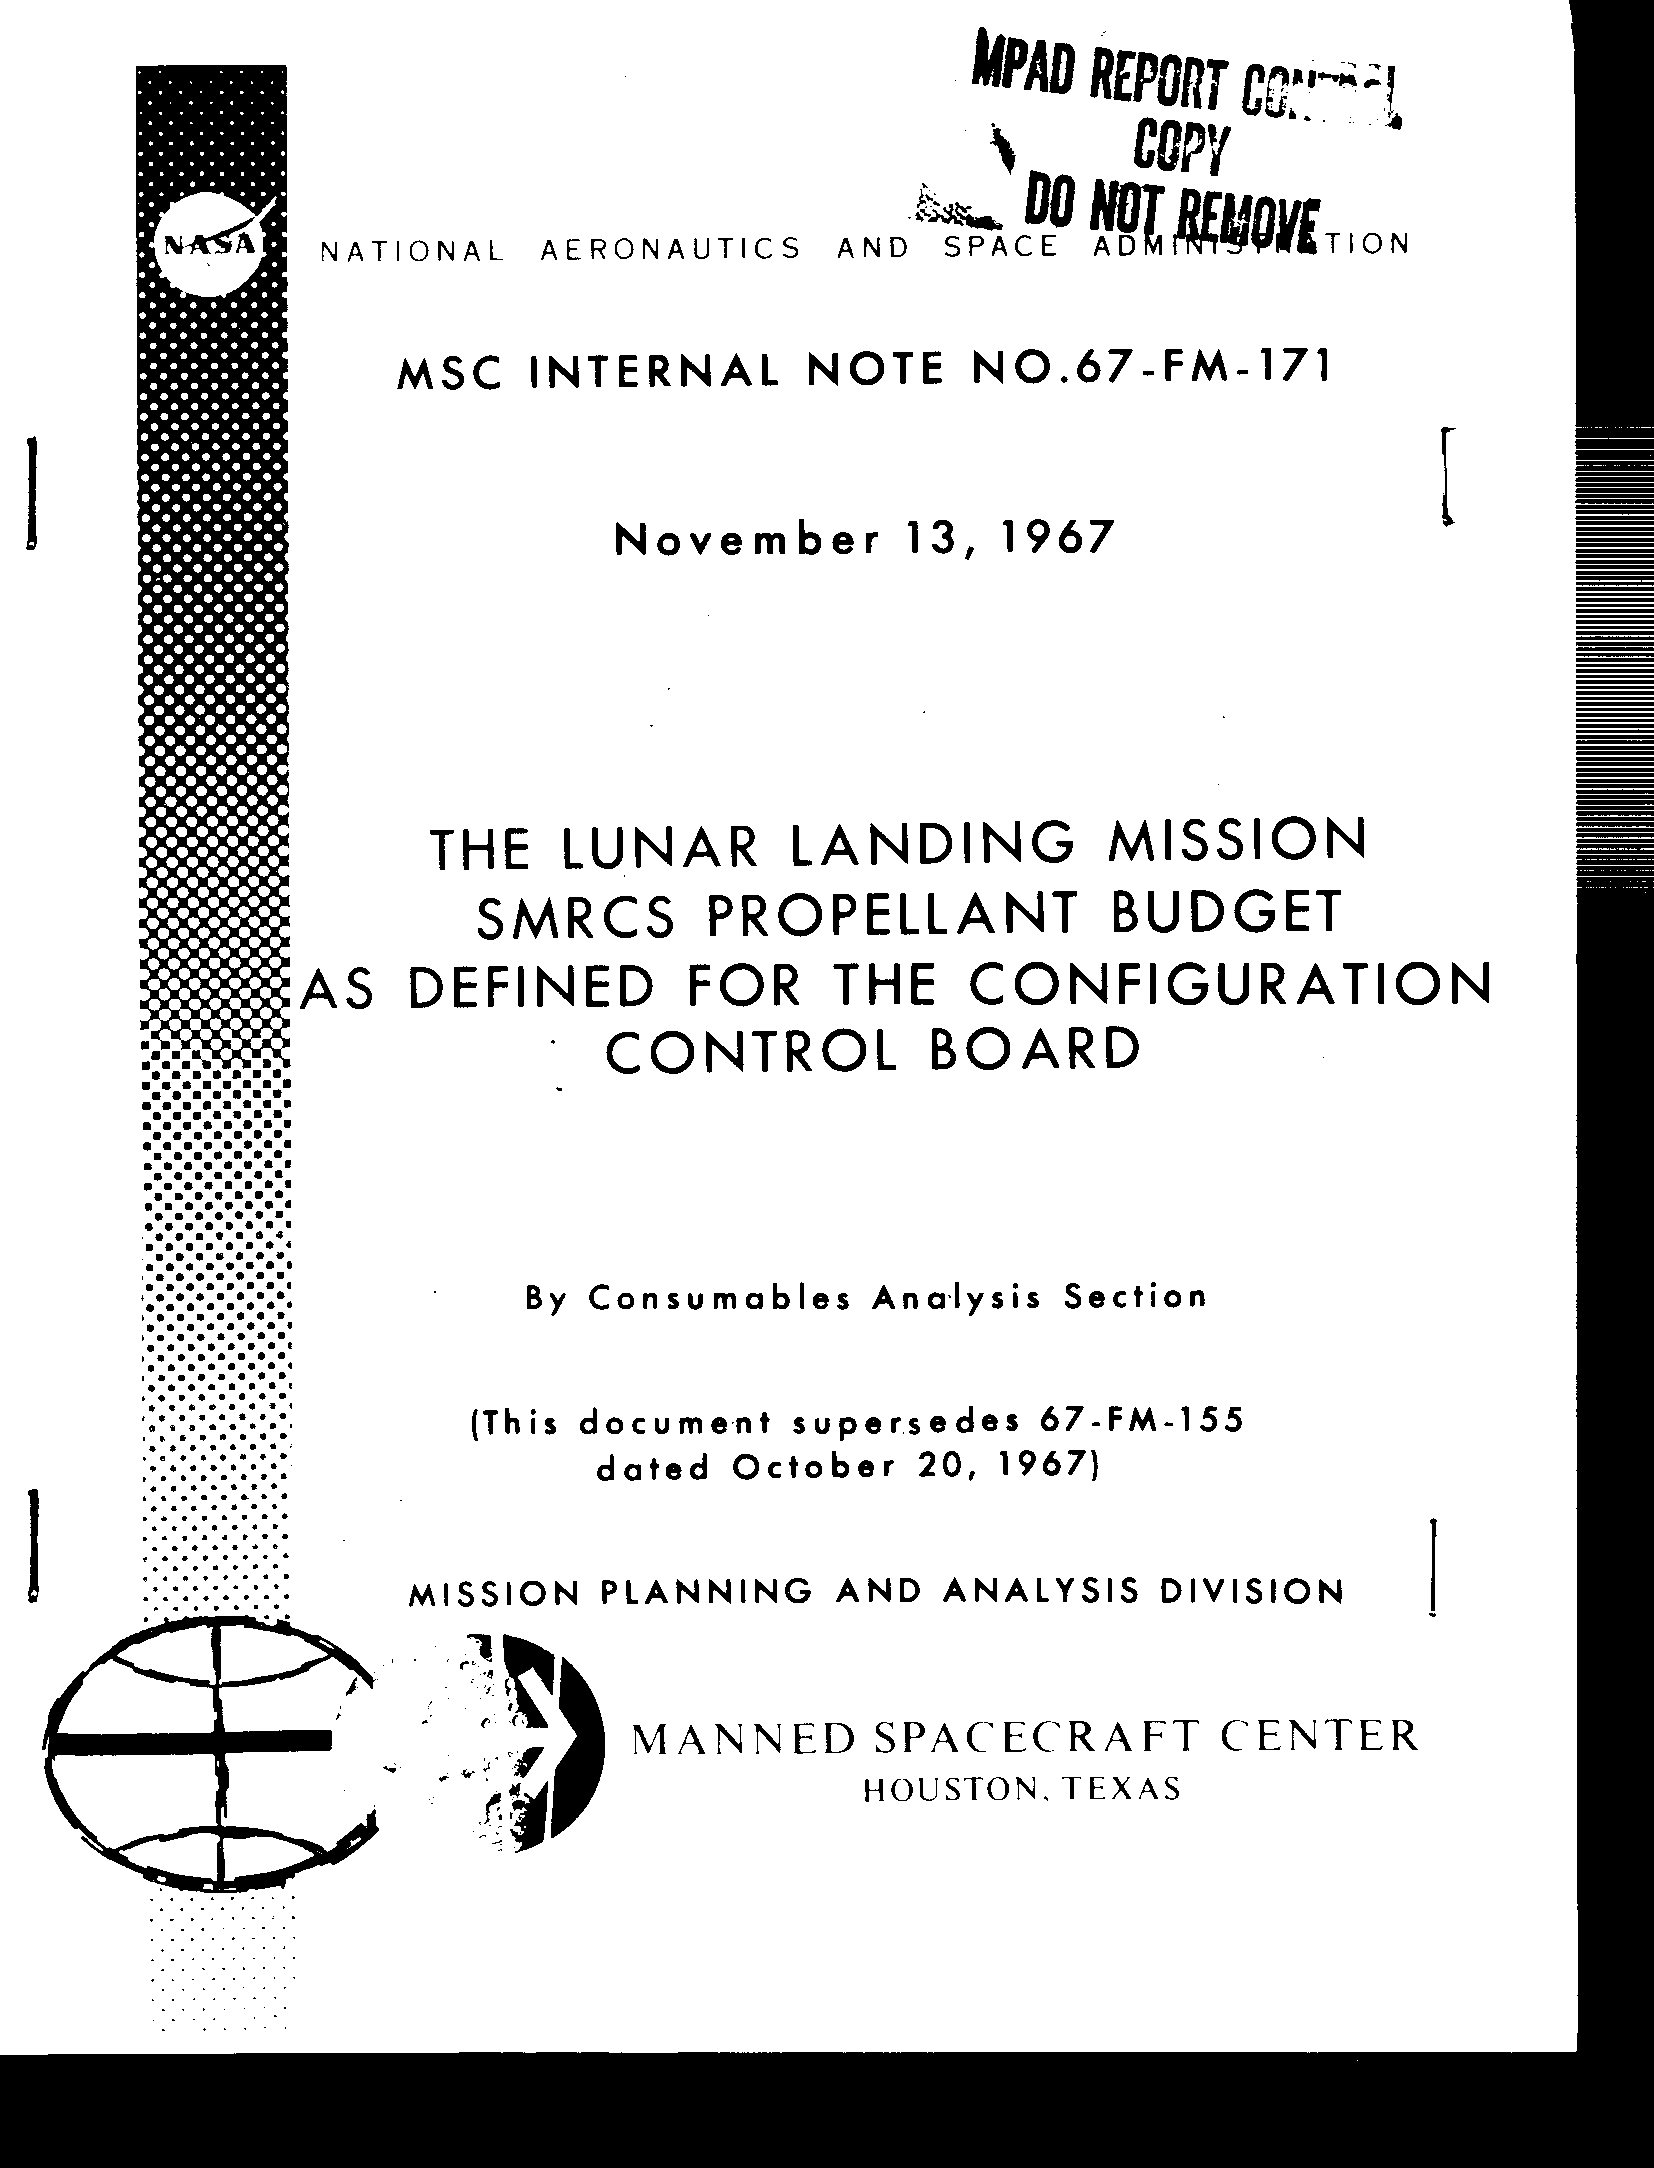 MPAD REPORT CONTROL
COPY
DO NOT REMOVE
NASA
NATIONAL AERONAUTICS AND SPACE ADMINISTRATION
MSC INTERNAL NOTE NO.67-FM-171
November 13, 1967
THE LUNAR LANDING MISSION
SMRCS PROPELLANT BUDGET
AS DEFINED FOR THE CONFIGURATION
CONTROL BOARD
By Consumables Analysis Section
(This document supersedes 67-FM-155
dated October 20, 1967)
MISSION PLANNING AND ANALYSIS DIVISION
MANNED SPACECRAFT CENTER
HOUSTON, TEXAS